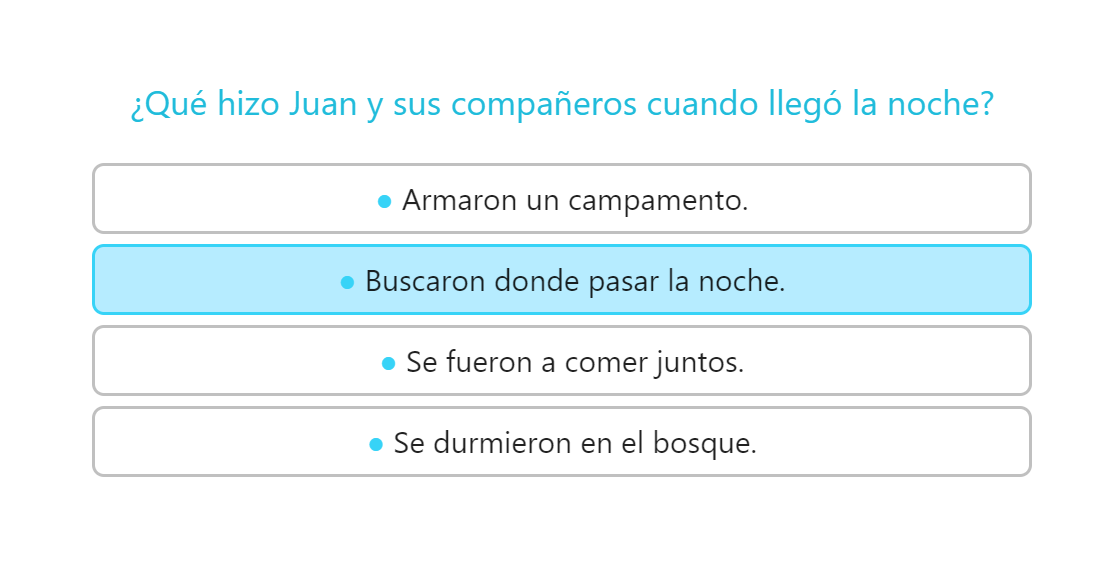 ¿Qué hizo Juan y sus compañeros cuando llegó la noche?
● Armaron un campamento.
● Buscaron donde pasar la noche.
● Se fueron a comer juntos.
● Se durmieron en el bosque.